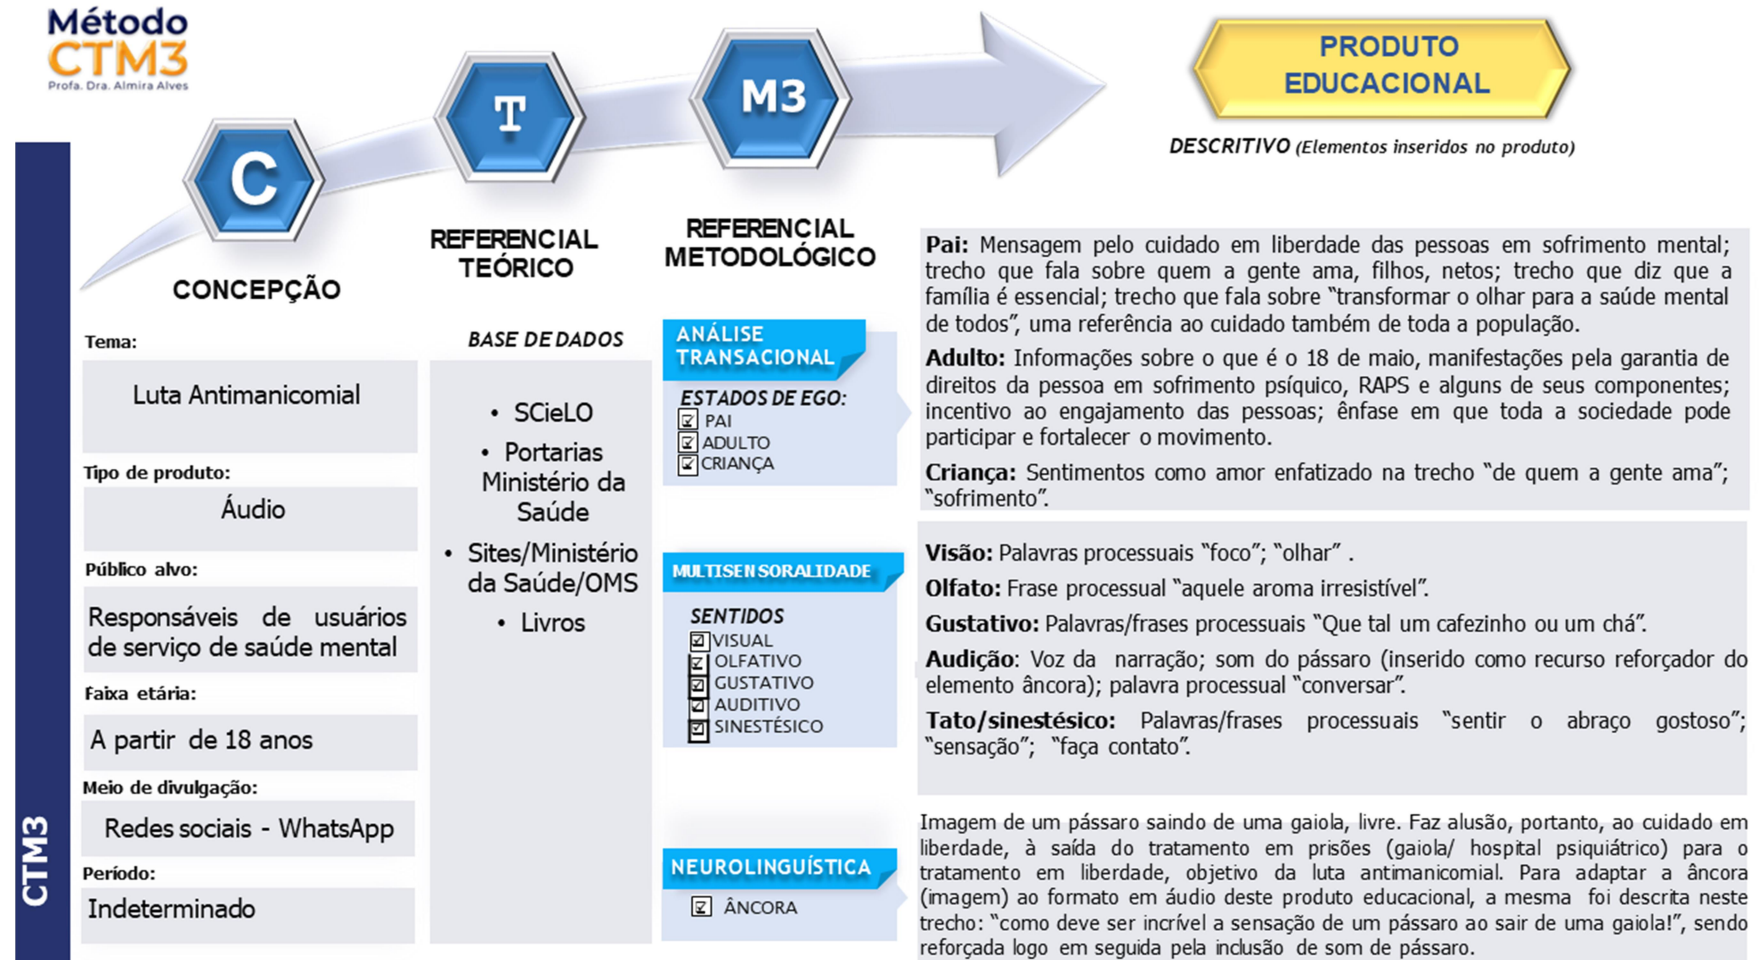 Método
CTM3
Profa. Dra. Almira Alves
C
T
M3
PRODUTO
EDUCACIONAL
DESCRITIVO (Elementos inseridos no produto)
CONCEPÇÃO
REFERENCIAL
TEÓRICO
REFERENCIAL
METODOLÓGICO
CTM3
Tema:
Luta Antimanicomial
Tipo de produto:
Áudio
Público alvo:
Responsáveis de usuários
de serviço de saúde mental
Faixa etária:
A partir de 18 anos
Meio de divulgação:
Redes sociais - WhatsApp
Período:
Indeterminado
BASE DE DADOS
• SCieLO
• Portarias
Ministério da
Saúde
• Sites/Ministério
da Saúde/OMS
• Livros
ANÁLISE
TRANSACIONAL
ESTADOS DE EGO:
☑ PAI
☑ ADULTO
☑ CRIANÇA
MULTISENSORALIDADE
SENTIDOS
☑ VISUAL
☑ OLFATIVO
☑ GUSTATIVO
☑ AUDITIVO
☑ SINESTÉSICO
NEUROLINGUÍSTICA
☑ ÂNCORA
Pai: Mensagem pelo cuidado em liberdade das pessoas em sofrimento mental;
trecho que fala sobre quem a gente ama, filhos, netos; trecho que diz que a
família é essencial; trecho que fala sobre “transformar o olhar para a saúde mental
de todos”, uma referência ao cuidado também de toda a população.
Adulto: Informações sobre o que é o 18 de maio, manifestações pela garantia de
direitos da pessoa em sofrimento psíquico, RAPS e alguns de seus componentes;
incentivo ao engajamento das pessoas; ênfase em que toda a sociedade pode
participar e fortalecer o movimento.
Criança: Sentimentos como amor enfatizado na trecho “de quem a gente ama”;
“sofrimento”.
Visão: Palavras processuais “foco”; “olhar” .
Olfato: Frase processual “aquele aroma irresistível”.
Gustativo: Palavras/frases processuais “Que tal um cafezinho ou um chá”.
Audição: Voz da narração; som do pássaro (inserido como recurso reforçador do
elemento âncora); palavra processual “conversar”.
Tato/sinestésico: Palavras/frases processuais “sentir o abraço gostoso”;
“sensação”; “faça contato”.
Imagem de um pássaro saindo de uma gaiola, livre. Faz alusão, portanto, ao cuidado em
liberdade, à saída do tratamento em prisões (gaiola/ hospital psiquiátrico) para o
tratamento em liberdade, objetivo da luta antimanicomial. Para adaptar a âncora
(imagem) ao formato em áudio deste produto educacional, a mesma foi descrita neste
trecho: “como deve ser incrível a sensação de um pássaro ao sair de uma gaiola!”, sendo
reforçada logo em seguida pela inclusão de som de pássaro.